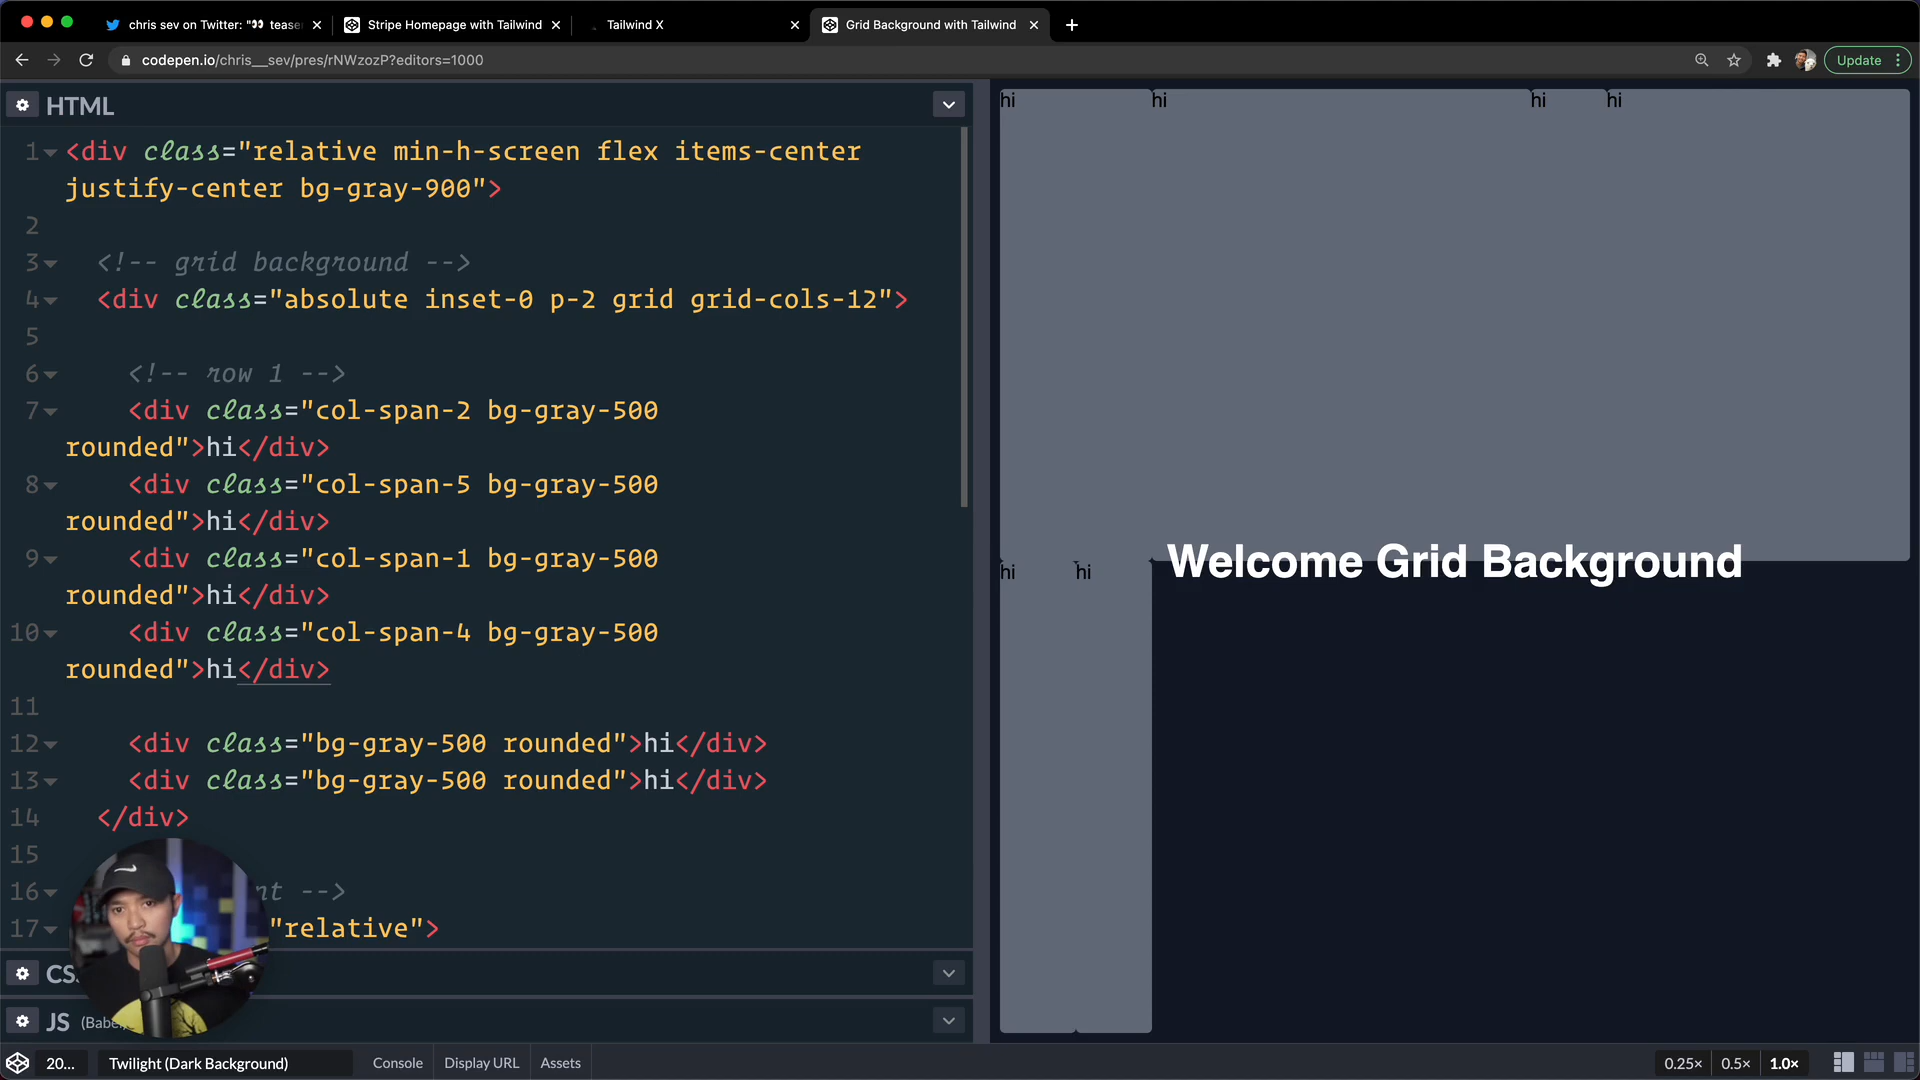 chris sev on Twitter: "👀 tease
Stripe Homepage with Tailwind
Tailwind X
Grid Background with Tailwind
codepen.io/chris__sev/pres/rNWzozP?editors=1000
Update
HTML
1 <div class="relative min-h-screen flex items-center
justify-center bg-gray-900">
2
3 <!-- grid background -->
4 <div class="absolute inset-0 p-2 grid grid-cols-12">
5
6 <!-- row 1 -->
7 <div class="col-span-2 bg-gray-500
rounded">hi</div>
8 <div class="col-span-5 bg-gray-500
rounded">hi</div>
9 <div class="col-span-1 bg-gray-500
rounded">hi</div>
10 <div class="col-span-4 bg-gray-500
rounded">hi</div>
11
12 <div class="bg-gray-500 rounded">hi</div>
13 <div class="bg-gray-500 rounded">hi</div>
14 </div>
15
16 nt -->
17 "relative">
CS
JS (Babe
20...
Twilight (Dark Background)
Console
Display URL
Assets
hi hi hi hi
Welcome Grid Background
hi hi
0.25× 0.5× 1.0×